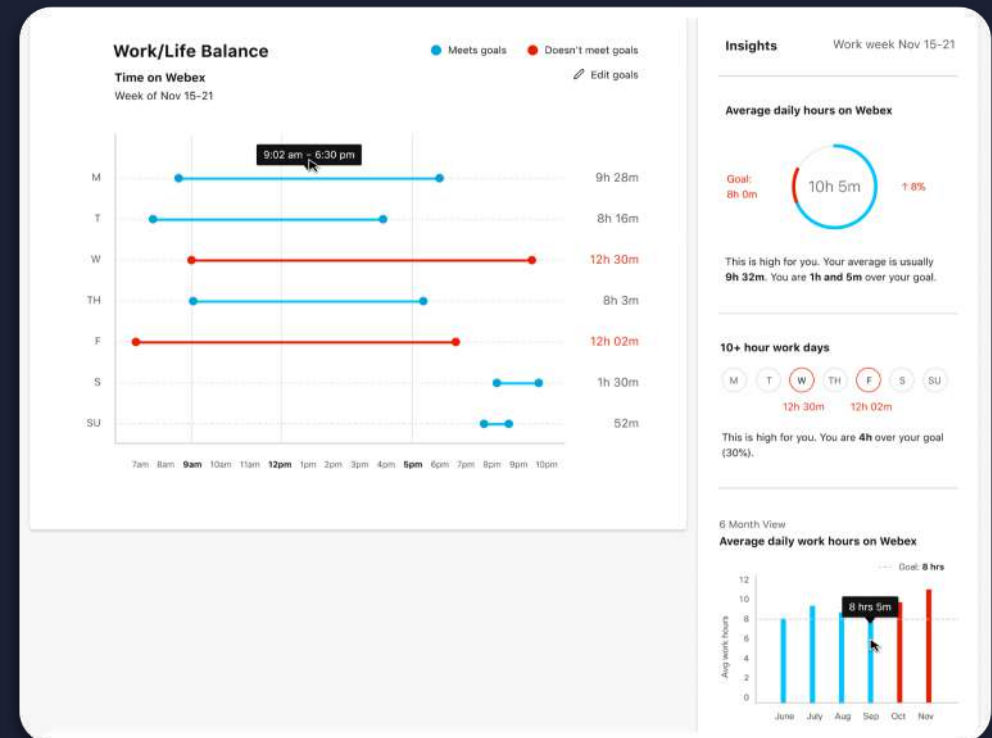 Work/Life Balance
Meets goals
Doesn't meet goals
Time on Webex
Edit goals
Week of Nov 15-21
9:02 am – 6:30 pm
M 9h 28m
T 8h 16m
W 12h 30m
TH 8h 3m
F 12h 02m
S 1h 30m
SU 52m
7am 8am 9am 10am 11am 12pm 1pm 2pm 3pm 4pm 5pm 6pm 7pm 8pm 9pm 10pm
Insights
Work week Nov 15-21
Average daily hours on Webex
Goal:
8h 0m
10h 5m
↑ 8%
This is high for you. Your average is usually
9h 32m. You are 1h and 5m over your goal.
10+ hour work days
M T W TH F S SU
12h 30m 12h 02m
This is high for you. You are 4h over your goal
(30%).
6 Month View
Average daily work hours on Webex
Goal: 8 hrs
12
10
8
6
4
2
0
Avg work hours
8 hrs 5m
June July Aug Sep Oct Nov